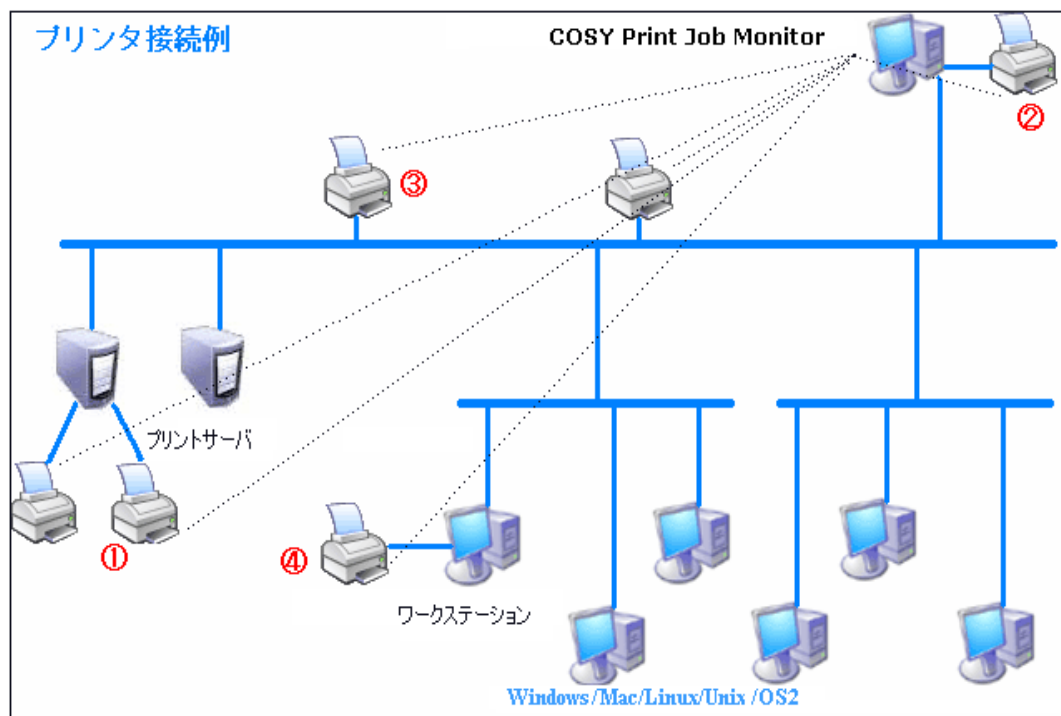 プリンタ接続例
COSY Print Job Monitor
②
③
プリントサーバ
①
④
ワークステーション
Windows/Mac/Linux/Unix /OS2